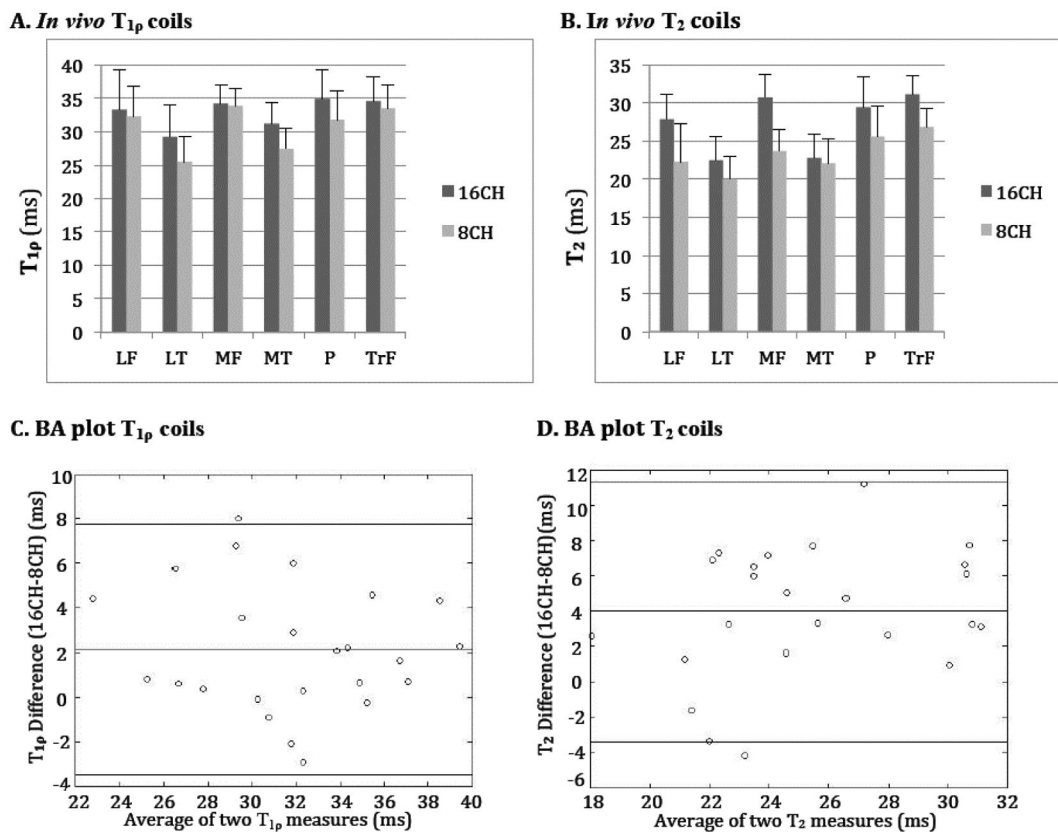 A. In vivo T1ρ coils
T1ρ (ms)
40
35
30
25
20
15
10
5
0
LF LT MF MT P TrF
16CH
8CH
B. In vivo T2 coils
T2 (ms)
35
30
25
20
15
10
5
0
LF LT MF MT P TrF
16CH
8CH
C. BA plot T1ρ coils
T1ρ Difference (16CH-8CH) (ms)
10
8
6
4
2
0
-2
-4
22 24 26 28 30 32 34 36 38 40
Average of two T1ρ measures (ms)
D. BA plot T2 coils
T2 Difference (16CH-8CH)(ms)
12
10
8
6
4
2
0
-2
-4
-6
18 20 22 24 26 28 30 32
Average of two T2 measures (ms)